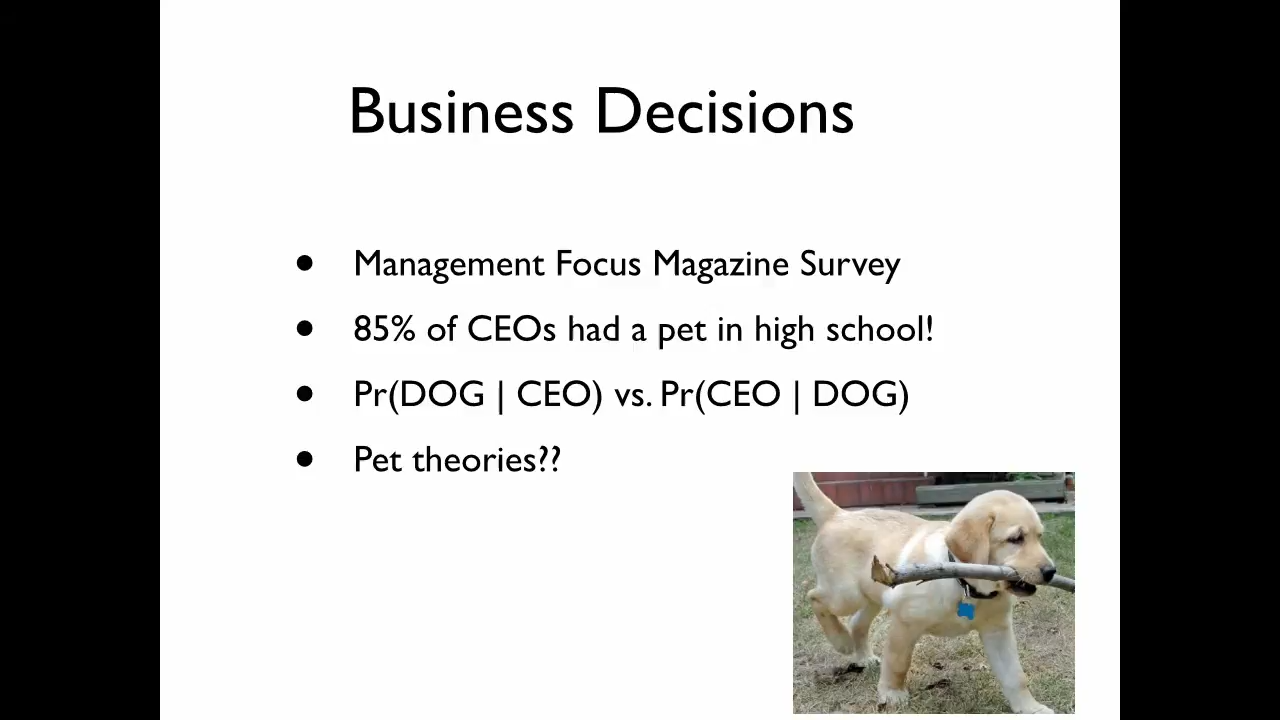 Business Decisions
● Management Focus Magazine Survey
● 85% of CEOs had a pet in high school!
● Pr(DOG | CEO) vs. Pr(CEO | DOG)
● Pet theories??